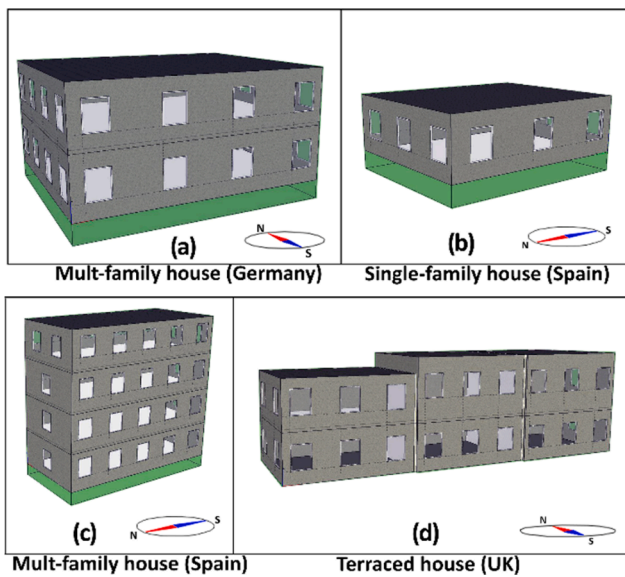 N
S
(a)
Mult-family house (Germany)
N
S
(b)
Single-family house (Spain)
N
S
(c)
Mult-family house (Spain)
N
S
(d)
Terraced house (UK)